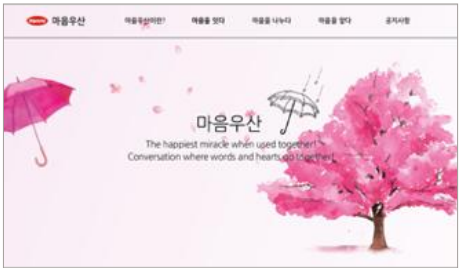 마음우산
마음우산이란?
마음을 잇다
마음을 나누다
마음을 열다
공지사항
마음우산
The happiest miracle when used together!
Conversation where words and hearts go together!